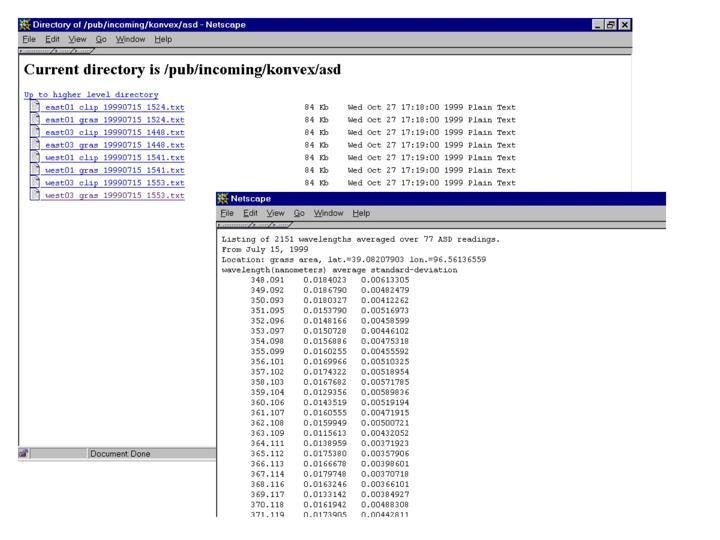 Directory of /pub/incoming/konvex/asd - Netscape
File Edit View Go Window Help
Current directory is /pub/incoming/konvex/asd
Up to higher level directory
east01 clip 19990715 1524.txt 84 Kb Wed Oct 27 17:18:00 1999 Plain Text
east01 gras 19990715 1524.txt 84 Kb Wed Oct 27 17:18:00 1999 Plain Text
east03 clip 19990715 1448.txt 84 Kb Wed Oct 27 17:19:00 1999 Plain Text
east03 gras 19990715 1448.txt 84 Kb Wed Oct 27 17:19:00 1999 Plain Text
west01 clip 19990715 1541.txt 84 Kb Wed Oct 27 17:19:00 1999 Plain Text
west01 gras 19990715 1541.txt 84 Kb Wed Oct 27 17:19:00 1999 Plain Text
west03 clip 19990715 1553.txt 84 Kb Wed Oct 27 17:19:00 1999 Plain Text
west03 gras 19990715 1553.txt
Netscape
File Edit View Go Window Help
Listing of 2151 wavelengths averaged over 77 ASD readings.
From July 15, 1999
Location: grass area, lat.=39.08207903 lon.=96.56136559
wavelength(nanometers) average standard-deviation
348.091 0.0184023 0.00613305
349.092 0.0186790 0.00482479
350.093 0.0180327 0.00412262
351.095 0.0153790 0.00516973
352.096 0.0148166 0.00458599
353.097 0.0150728 0.00446102
354.098 0.0156886 0.00475318
355.099 0.0160255 0.00455592
356.101 0.0169966 0.00510325
357.102 0.0174322 0.00518954
358.103 0.0167682 0.00571785
359.104 0.0129356 0.00589836
360.106 0.0143519 0.00519194
361.107 0.0160555 0.00471915
362.108 0.0159949 0.00500721
363.109 0.0115613 0.00432052
364.111 0.0138959 0.00371923
365.112 0.0175380 0.00357906
366.113 0.0166678 0.00398601
367.114 0.0179748 0.00370718
368.116 0.0163246 0.00366101
369.117 0.0133142 0.00384927
370.118 0.0161942 0.00488308
371.119 0.0173905 0.00442811
Document Done